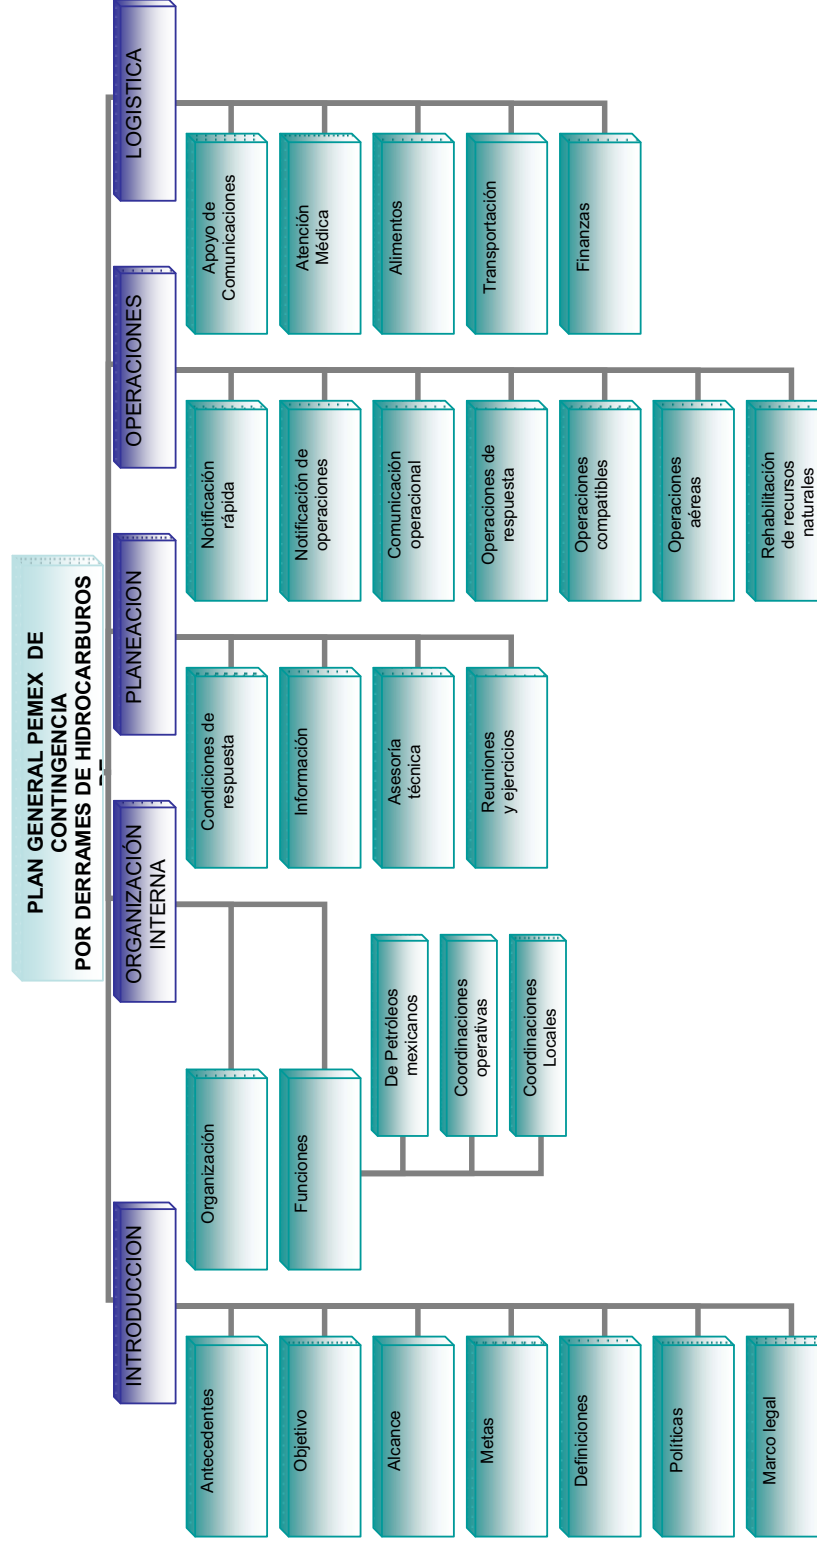 PLAN GENERAL PEMEX DE
CONTINGENCIA
POR DERRAMES DE HIDROCARBUROS
INTRODUCCION
Antecedentes
Objetivo
Alcance
Metas
Definiciones
Políticas
Marco legal
ORGANIZACIÓN
INTERNA
Organización
Funciones
De Petróleos
mexicanos
Coordinaciones
operativas
Coordinaciones
Locales
PLANEACION
Condiciones de
respuesta
Información
Asesoría
técnica
Reuniones
y ejercicios
OPERACIONES
Notificación
rápida
Notificación de
operaciones
Comunicación
operacional
Operaciones de
respuesta
Operaciones
compatibles
Operaciones
aéreas
Rehabilitación
de recursos
naturales
LOGISTICA
Apoyo de
Comunicaciones
Atención
Médica
Alimentos
Transportación
Finanzas